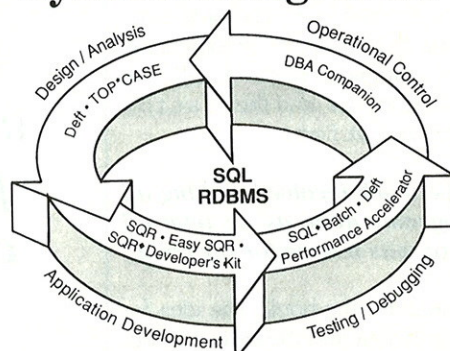 Design / Analysis
Operational Control
Deft • TOP*CASE
DBA Companion
SQL
RDBMS
SQR • Easy SQR •
SQR* Developer's Kit
SQL* Batch • Deft
Performance Accelerator
Application Development
Testing / Debugging